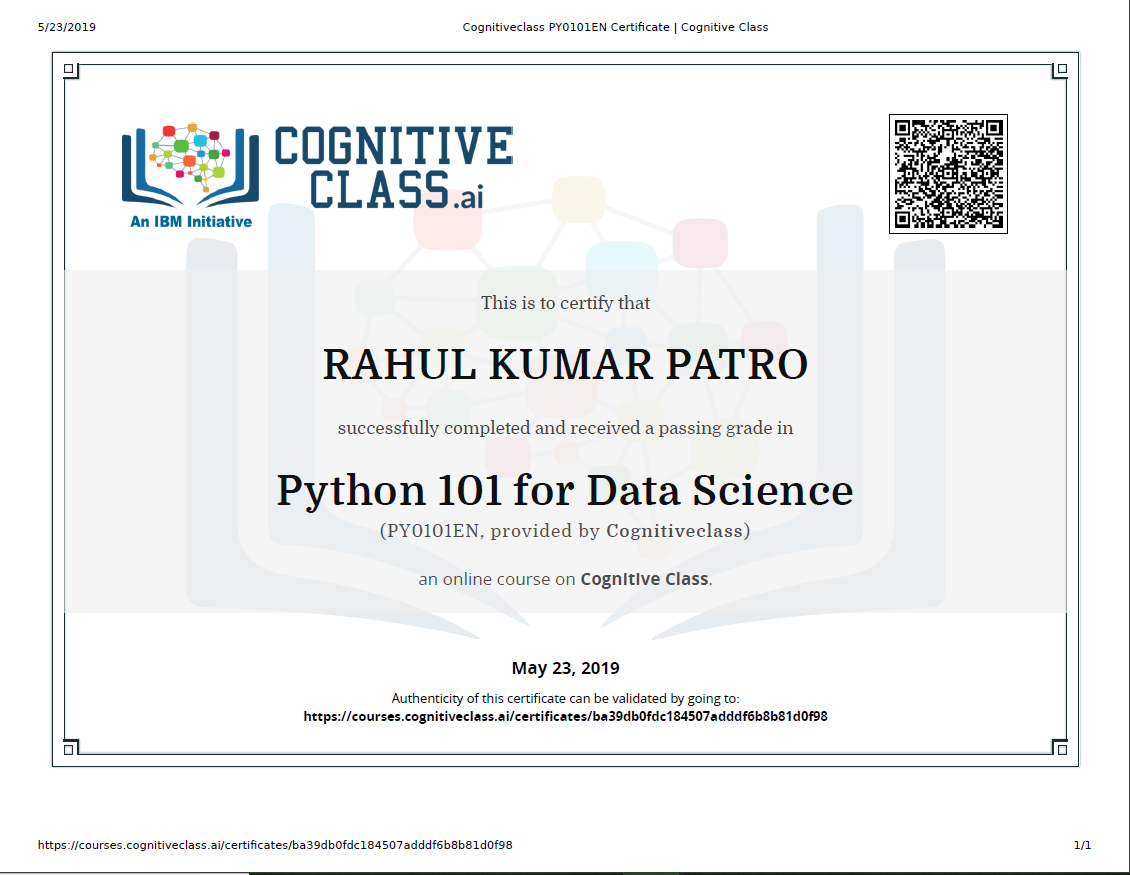 5/23/2019
Cognitiveclass PY0101EN Certificate | Cognitive Class
COGNITIVE
CLASS.ai
An IBM Initiative
This is to certify that
RAHUL KUMAR PATRO
successfully completed and received a passing grade in
Python 101 for Data Science
(PY0101EN, provided by Cognitiveclass)
an online course on CognItIve Class.
May 23, 2019
Authenticity of this certificate can be validated by going to:
https://courses.cognitiveclass.ai/certificates/ba39db0fdc184507adddf6b8b81d0f98
https://courses.cognitiveclass.ai/certificates/ba39db0fdc184507adddf6b8b81d0f98
1/1